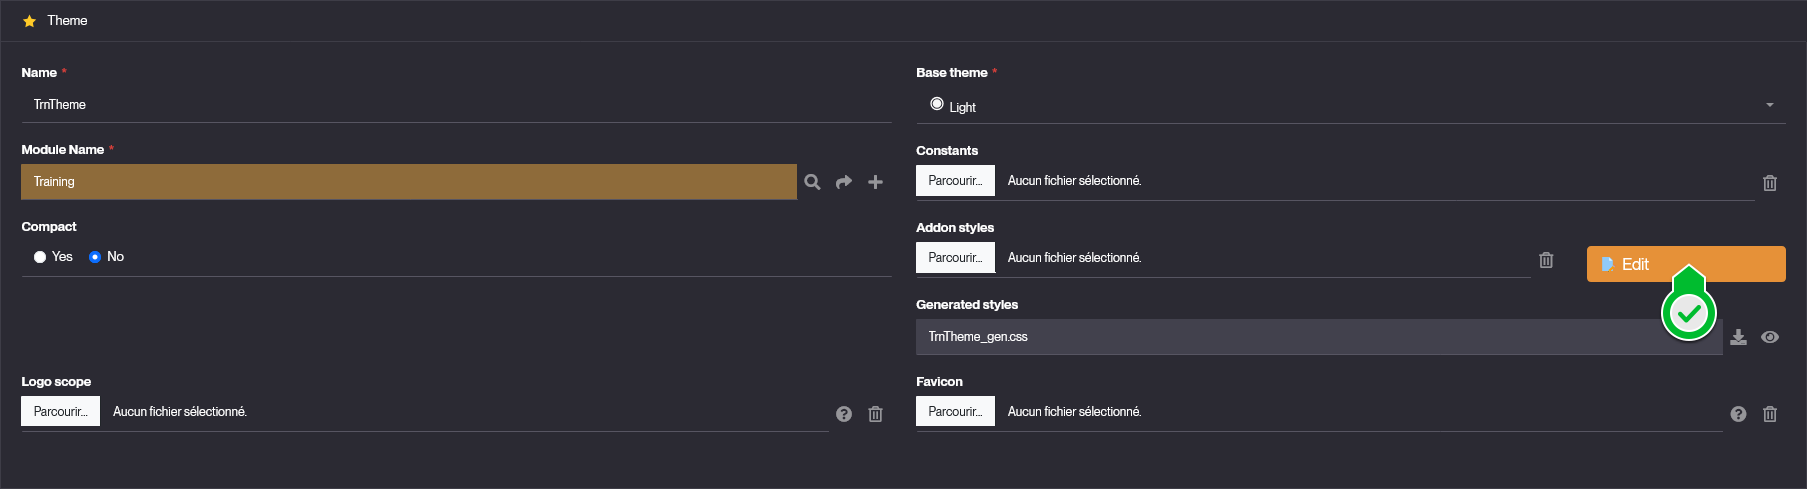 Theme
Name *
TrnTheme
Base theme *
Light
Module Name *
Training
Constants
Parcourir... Aucun fichier sélectionné.
Compact
Yes No
Addon styles
Parcourir... Aucun fichier sélectionné.
Edit
Generated styles
TrnTheme_gen.css
Logo scope
Parcourir... Aucun fichier sélectionné.
Favicon
Parcourir... Aucun fichier sélectionné.